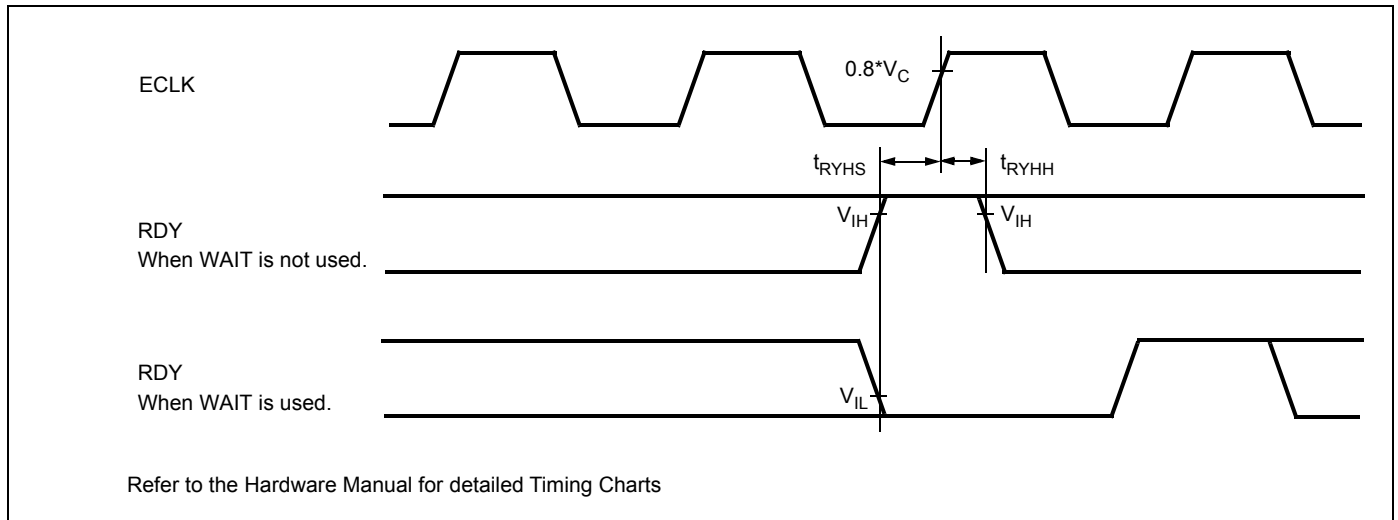 ECLK
0.8*VC
tRYHS
tRYHH
VIH
VIH
RDY
When WAIT is not used.
RDY
When WAIT is used.
VIL
Refer to the Hardware Manual for detailed Timing Charts